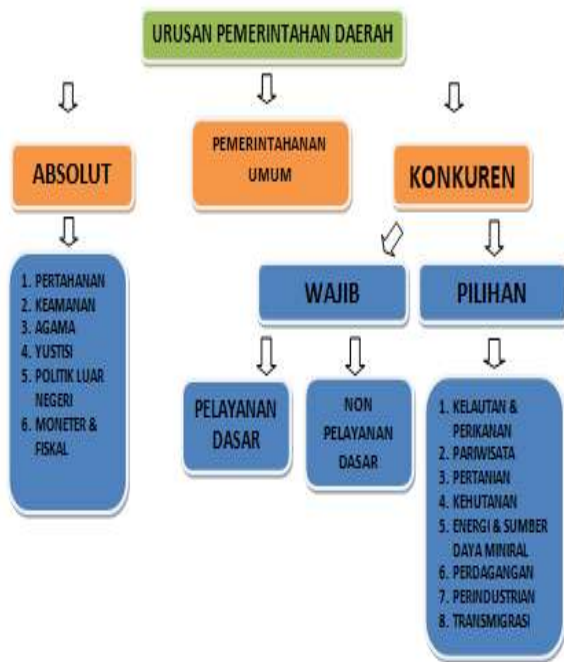 URUSAN PEMERINTAHAN DAERAH
ABSOLUT
PEMERINTAHANAN
UMUM
KONKUREN
1. PERTAHANAN
2. KEAMANAN
3. AGAMA
4. YUSTISI
5. POLITIK LUAR
NEGERI
6. MONETER &
FISKAL
WAJIB
PILIHAN
PELAYANAN
DASAR
NON
PELAYANAN
DASAR
1. KELAUTAN &
PERIKANAN
2. PARIWISATA
3. PERTANIAN
4. KEHUTANAN
5. ENERGI & SUMBER
DAYA MINIRAL
6. PERDAGANGAN
7. PERINDUSTRIAN
8. TRANSMIGRASI